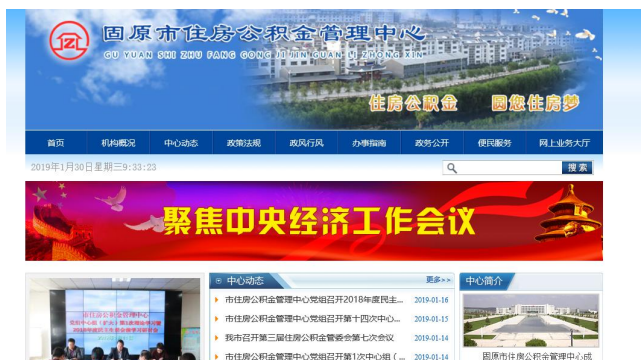 JZL
固原市住房公积金管理中心
GU YUAN SHI ZHU FANG GONG JI JIN GUAN LI ZHONG XIN
住房公积金 圆您住房梦
首页 机构概况 中心动态 政策法规 政风行风 办事指南 政务公开 便民服务 网上业务大厅
2019年1月30日星期三9:33:23
搜索
聚焦中央经济工作会议
中心动态 更多>>
市住房公积金管理中心党组召开2018年度民主... 2019-01-16
市住房公积金管理中心党组召开第十四次中心... 2019-01-15
我市召开第三届住房公积金管委会第七次会议 2019-01-14
市住房公积金管理中心党组召开第1次中心组（... 2019-01-14
中心简介
固原市住房公积金管理中心成
市住房公积金管理中心